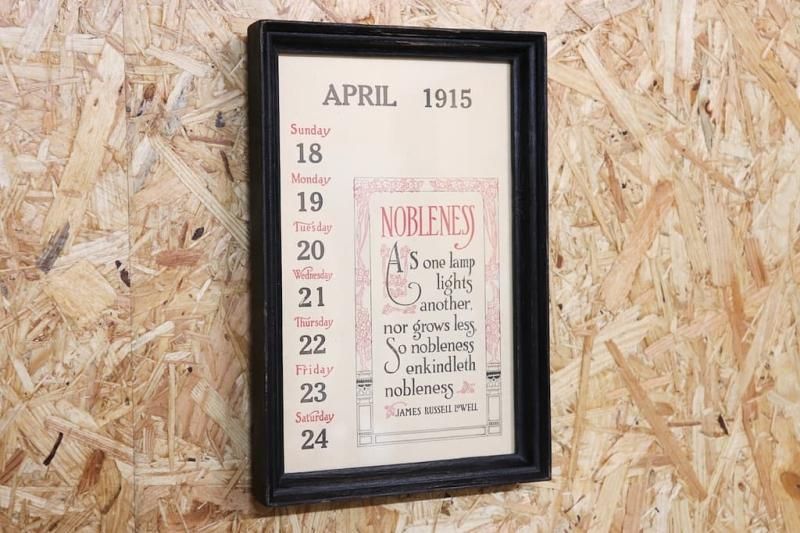 APRIL 1915
Sunday
18
Monday
19
Tuesday
20
Wednesday
21
Thursday
22
Friday
23
Saturday
24
NOBLENESS
As one lamp
lights
another,
nor grows less,
So nobleness
enkindleth
nobleness
JAMES RUSSELL LOWELL